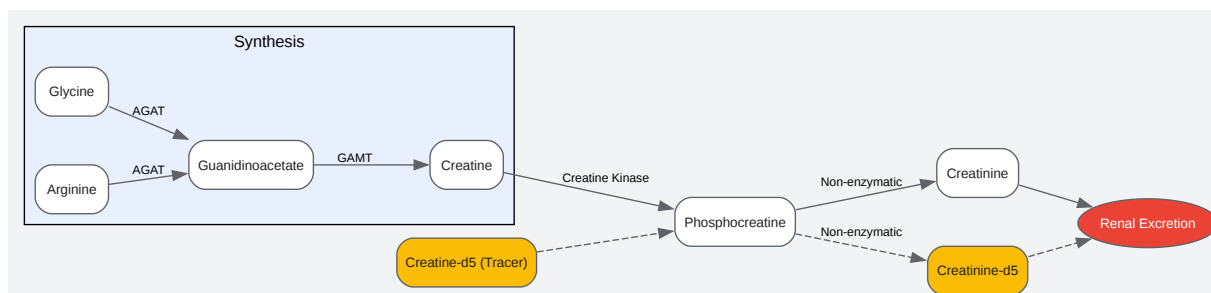 Synthesis
Glycine
AGAT
Arginine
AGAT
Guanidinoacetate
GAMT
Creatine
Creatine Kinase
Creatine-d5 (Tracer)
Phosphocreatine
Non-enzymatic
Non-enzymatic
Creatinine
Creatinine-d5
Renal Excretion